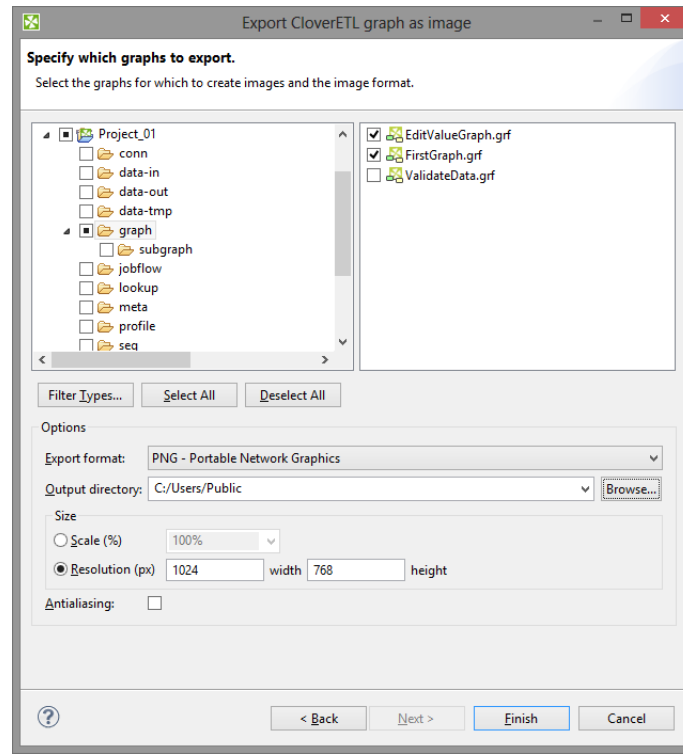 Export CloverETL graph as image
Specify which graphs to export.
Select the graphs for which to create images and the image format.
Project_01
conn
data-in
data-out
data-tmp
graph
subgraph
jobflow
lookup
meta
profile
seq
EditValueGraph.grf
FirstGraph.grf
ValidateData.grf
Filter Types... Select All Deselect All
Options
Export format: PNG - Portable Network Graphics
Output directory: C:/Users/Public Browse...
Size
Scale (%) 100%
Resolution (px) 1024 width 768 height
Antialiasing:
< Back Next > Finish Cancel